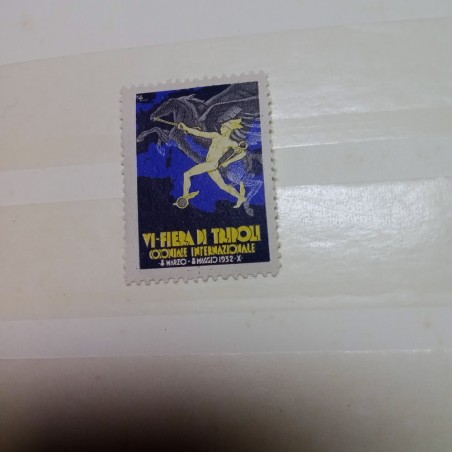 VI-FIERA DI TRIPOLI
COLONIALE INTERNAZIONALE
-8 MARZO - 8 MAGGIO 1932-X-